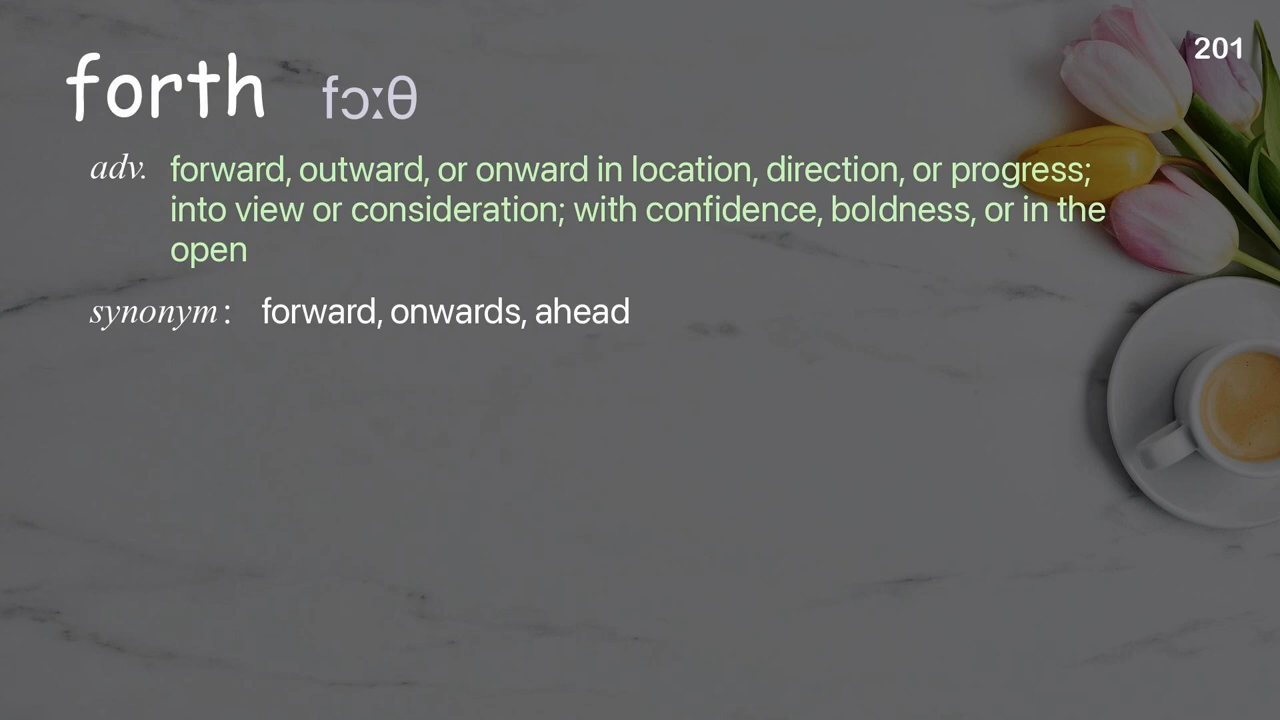 201
forth fɔːθ
adv. forward, outward, or onward in location, direction, or progress;
into view or consideration; with confidence, boldness, or in the
open
synonym: forward, onwards, ahead